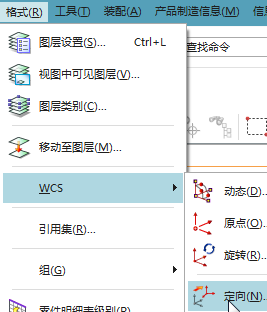 格式(R) 工具(T) 装配(A) 产品制造信息(M)
图层设置(S)... Ctrl+L
查找命令
视图中可见图层(V)...
图层类别(C)...
移动至图层(M)...
WCS
动态(D)...
引用集(R)...
原点(O)...
组(G)
旋转(R)...
定向(N)...